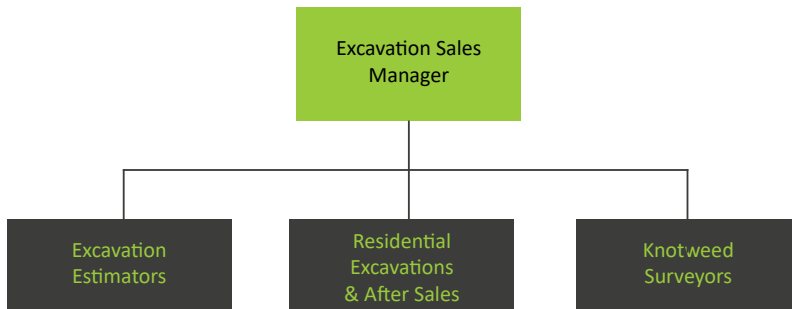 Excavation Sales
Manager
Excavation
Estimators
Residential
Excavations
& After Sales
Knotweed
Surveyors